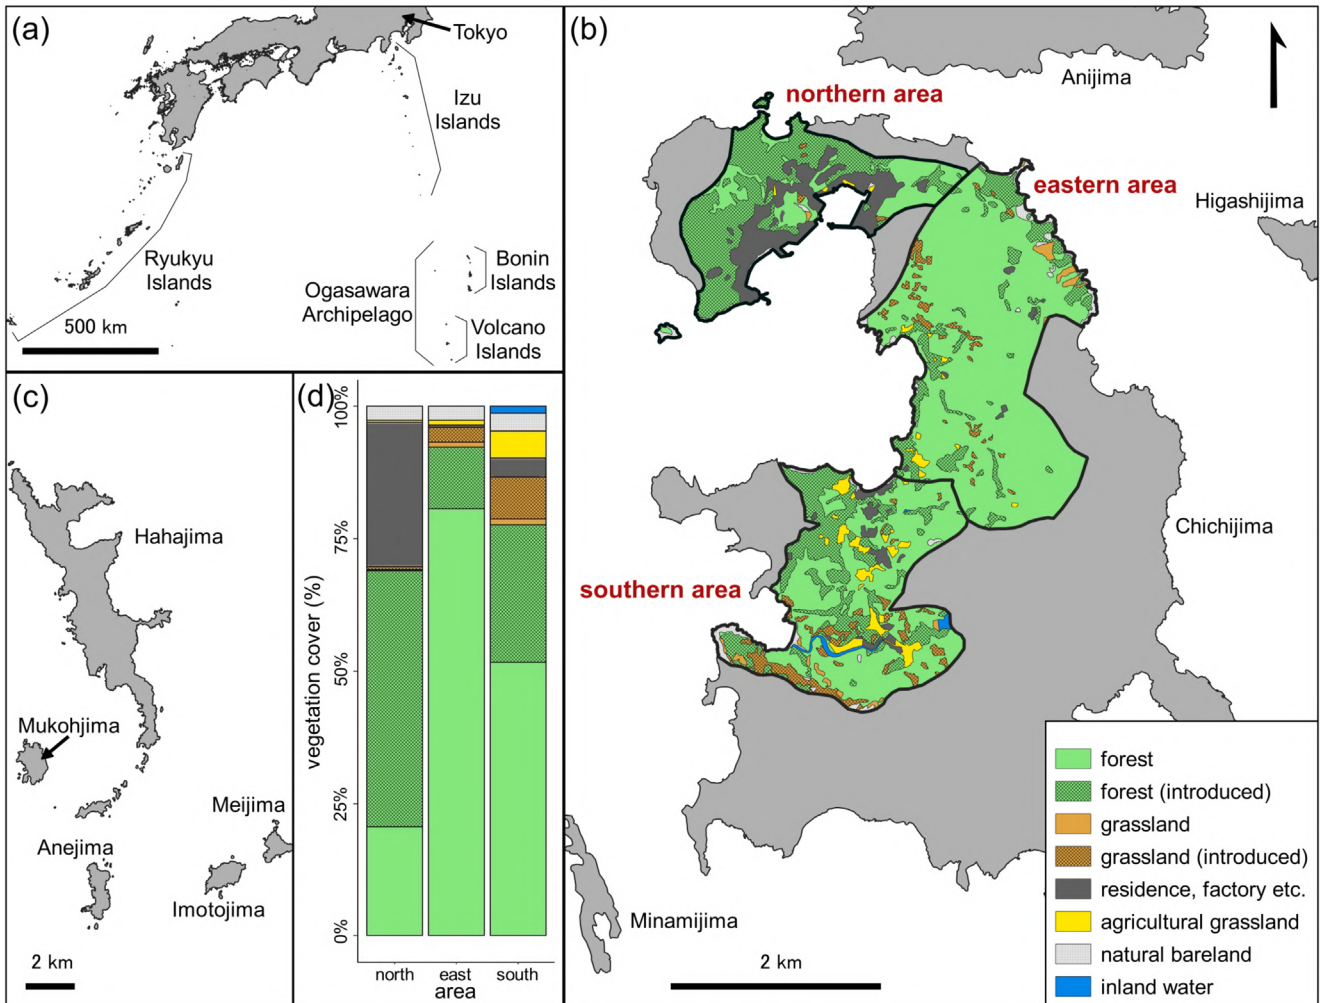 (a)
Tokyo
Izu
Islands
Ryukyu
Islands
Bonin
Islands
Ogasawara
Archipelago
Volcano
Islands
500 km
(b)
Anijima
northern area
eastern area
Higashijima
Chichijima
southern area
Minamijima
2 km
forest
forest (introduced)
grassland
grassland (introduced)
residence, factory etc.
agricultural grassland
natural bareland
inland water
(c)
Hahajima
Mukohjima
Meijima
Anejima
Imotojima
2 km
(d)
100%
75%
50%
25%
0%
vegetation cover (%)
north
east
south
area